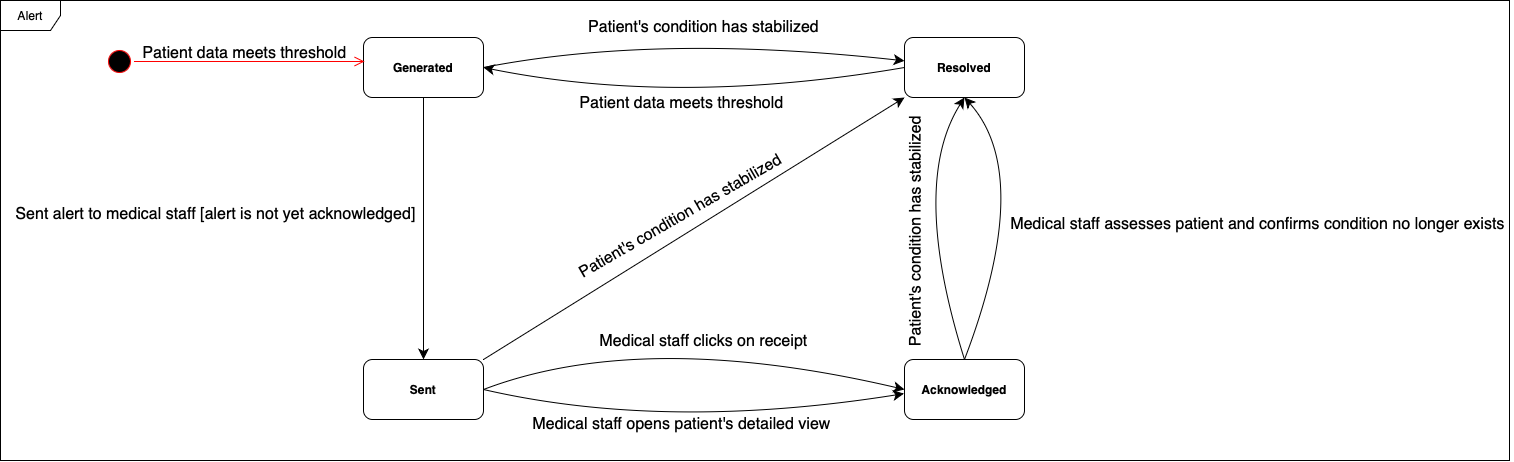 Alert
Patient's condition has stabilized
Patient data meets threshold
Generated
Resolved
Patient data meets threshold
Patient's condition has stabilized
Patient's condition has stabilized
Sent alert to medical staff [alert is not yet acknowledged]
Medical staff assesses patient and confirms condition no longer exists
Medical staff clicks on receipt
Sent
Acknowledged
Medical staff opens patient's detailed view